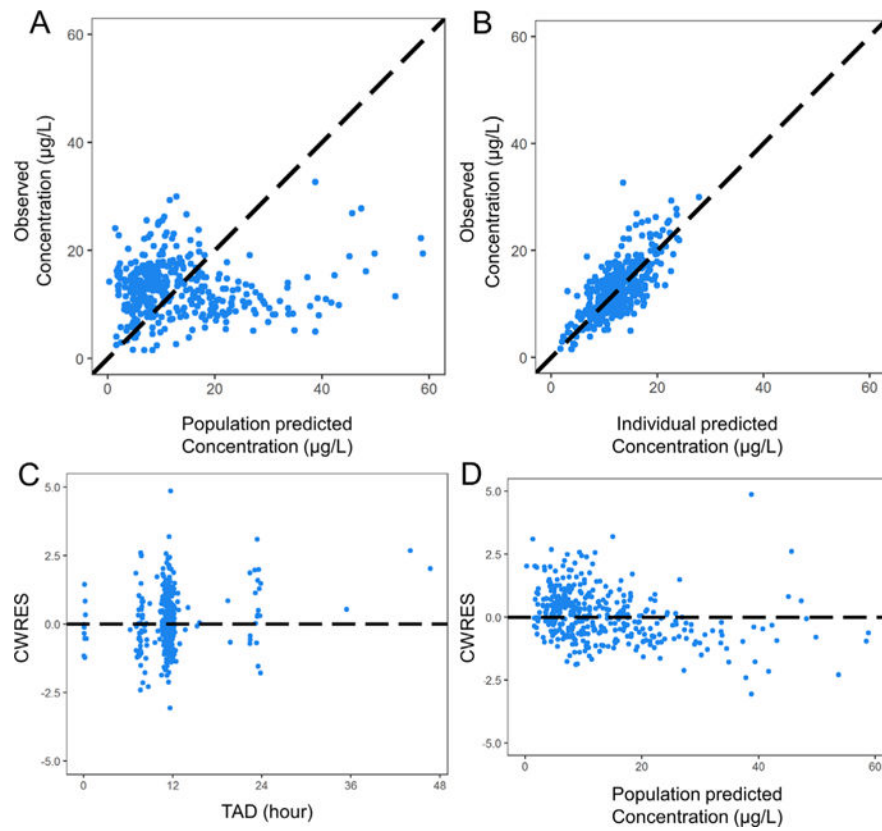 A
60
40
20
0
Observed
Concentration (µg/L)
0
20
40
60
Population predicted
Concentration (µg/L)
B
60
40
20
0
Observed
Concentration (µg/L)
0
20
40
60
Individual predicted
Concentration (µg/L)
C
5.0
2.5
0.0
-2.5
-5.0
CWRES
0
12
24
36
48
TAD (hour)
D
5.0
2.5
0.0
-2.5
-5.0
CWRES
0
20
40
60
Population predicted
Concentration (µg/L)